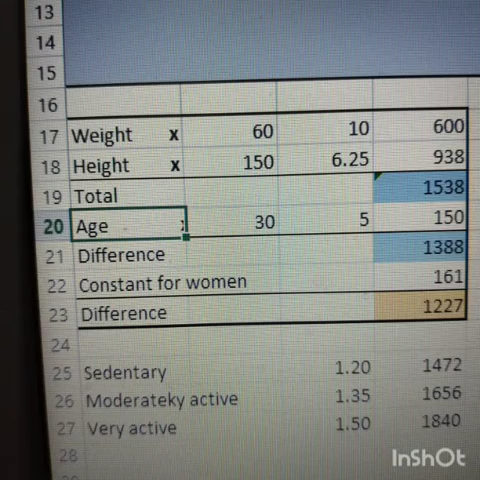 13
14
15
16
17 Weight x 60 10 600
18 Height x 150 6.25 938
19 Total 1538
20 Age 30 5 150
21 Difference 1388
22 Constant for women 161
23 Difference 1227
24
25 Sedentary 1.20 1472
26 Moderateky active 1.35 1656
27 Very active 1.50 1840
28
InShOt